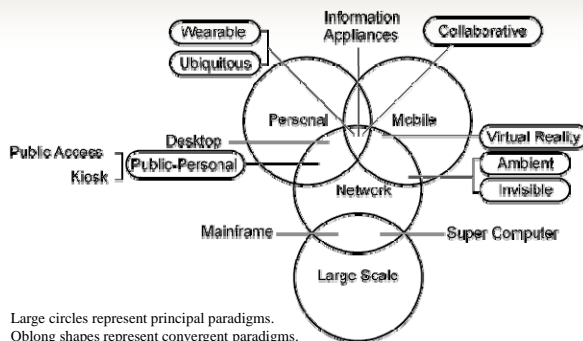 Information
Appliances
Wearable
Collaborative
Ubiquitous
Personal
Mobile
Desktop
Virtual Reality
Public Access
Public-Personal
Ambient
Kiosk
Network
Invisible
Mainframe
Super Computer
Large Scale
Large circles represent principal paradigms.
Oblong shapes represent convergent paradigms.